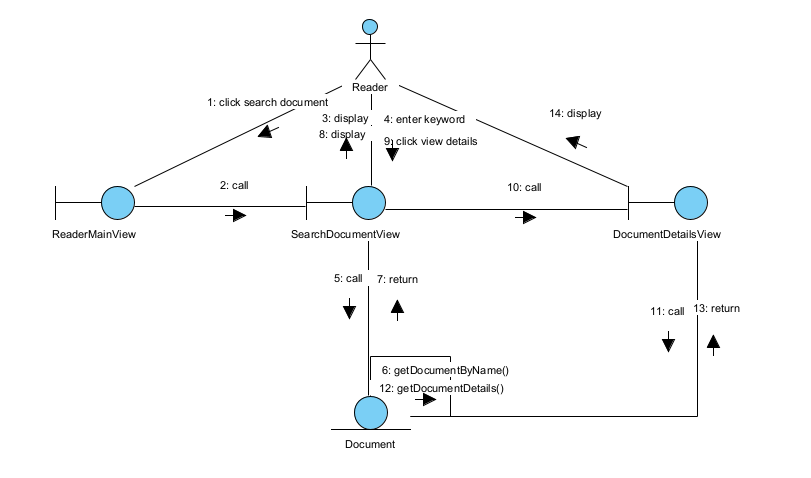 Reader
1: click search document
3: display
4: enter keyword
14: display
8: display
9: click view details
2: call
10: call
ReaderMainView
SearchDocumentView
DocumentDetailsView
5: call
7: return
11: call
13: return
6: getDocumentByName()
12: getDocumentDetails()
Document